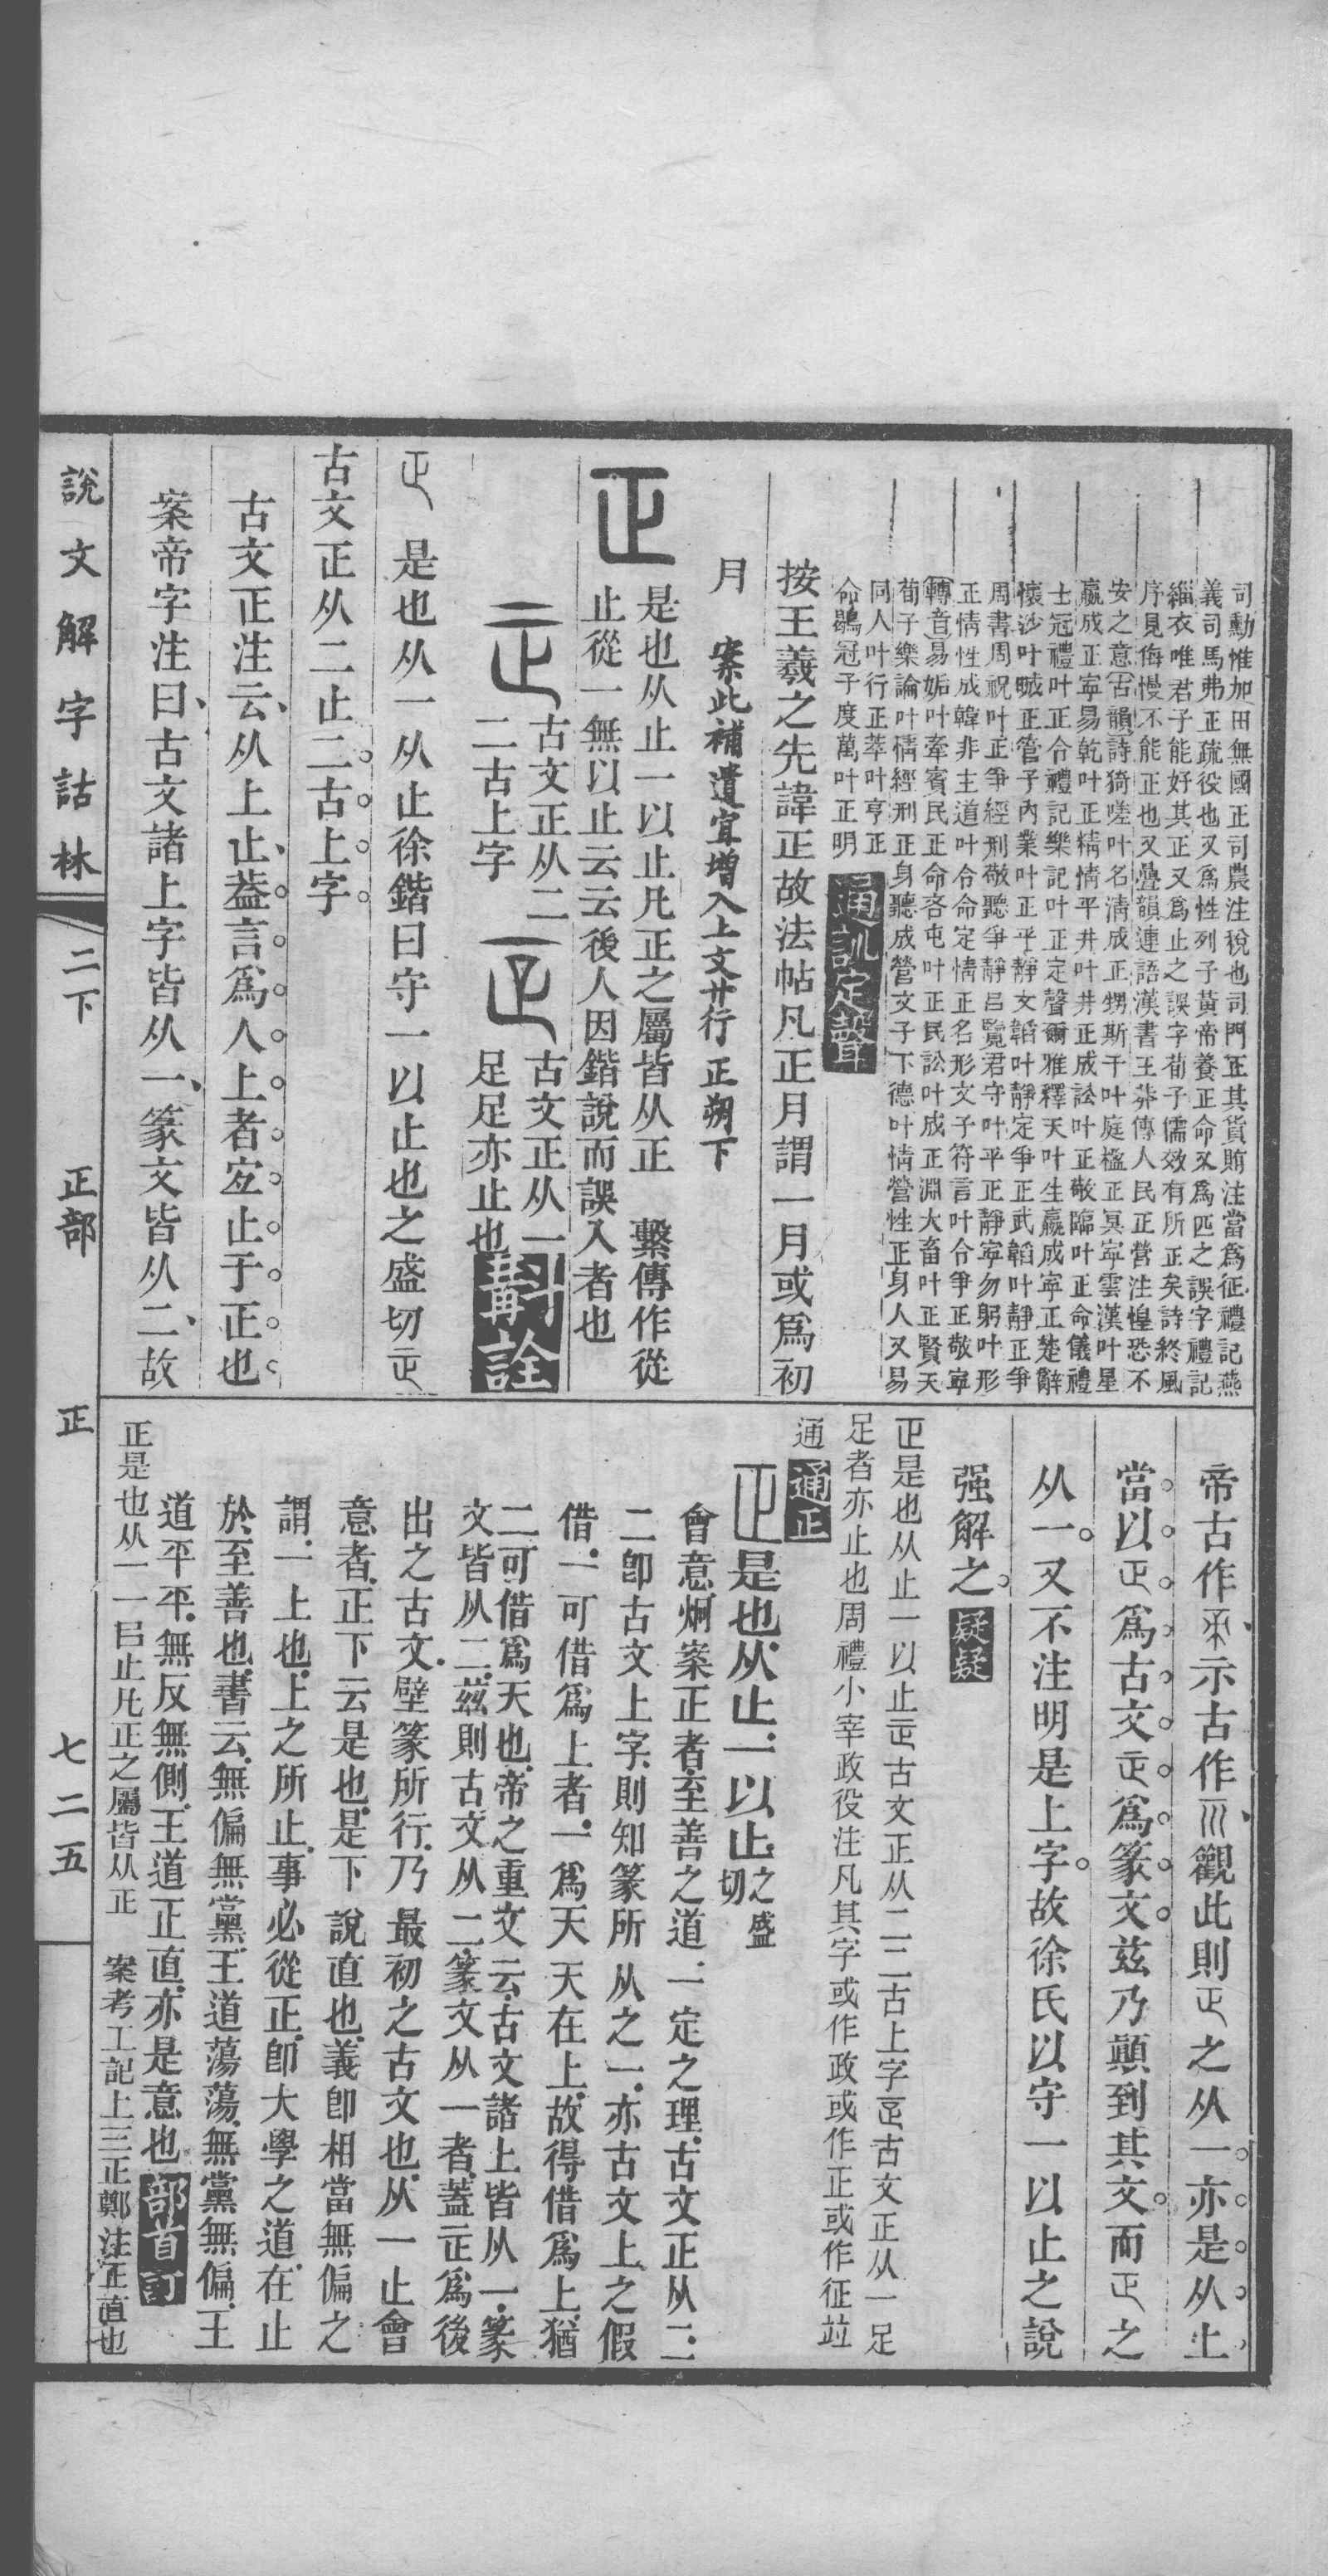 司勳惟加田無國正司農注稅也司門正其貨賄注當爲征禮記燕
義司馬弗正疏役也又爲性列子黃帝養正命又爲匹之誤字禮記
緇衣唯君子能好其正又爲止之誤字荀子儒效有所正矣詩終風
序見侮慢不能正也又疊韻連語漢書王莽傳人民正營注惶恐不
安之意古韻詩猗嗟叶名清成正甥斯干叶庭楹正冥寧雲漢叶星
贏成正寧易乾叶正精情平井叶井正成訟叶正敬臨叶正命儀禮
士冠禮叶正令禮記樂記叶正定聲爾雅釋天叶生贏成寧正楚辭
懷沙叶晠正管子內業叶正平靜文韜叶靜定爭正武韜叶靜正爭
周書周祝叶正爭經刑敬聽爭靜呂覽君守叶平正靜寧勿躬叶形
正情性成韓非主道叶令命定情正名形文子符言叶令爭正敬寧
轉音易姤叶牽賓民正命吝屯叶正民訟叶成正淵大畜叶正賢天
荀子樂論叶情經刑正身聽成營文子下德叶情營性正身人又易
同人叶行正萃叶亨正
命鶡冠子度萬叶正明 通訓定聲
按王羲之先諱正故法帖凡正月謂一月或爲初
月 案此補遺宜增入上文廿行正朔下
正 是也从止一以止凡正之屬皆从正 繫傳作從
止從一無以止云云後人因鍇說而誤入者也
𤴓 古文正从二
二古上字 古文正从一
足足亦止也 斠詮
正 是也从一从止徐鍇曰守一以止也之盛切𤴓
古文正从二止二古上字
古文正注云从上止蓋言爲人上者宜止于正也
案帝字注曰古文諸上字皆从一篆文皆从二故
帝古作 示古作 觀此則正之从一亦是从上
當以正爲古文 爲篆文茲乃顛到其文而正之
从一又不注明是上字故徐氏以守一以止之說
强解之 疑疑
正是也从止一以止 古文正从二二古上字 古文正从一足
足者亦止也周禮小宰政役注凡其字或作政或作正或作征竝
通 通正
正是也从止一以止之盛切
會意炯案正者至善之道一定之理古文正从二
二卽古文上字則知篆所从之一亦古文上之假
借一可借爲上者一爲天天在上故得借爲上猶
二可借爲天也帝之重文云古文諸上皆从一篆
文皆从二茲則古文从二篆文从一者蓋 爲後
出之古文壁篆所行乃最初之古文也从一止會
意者正下云是也是下說直也義卽相當無偏之
謂一上也上之所止事必從正卽大學之道在止
於至善也書云無偏無黨王道蕩蕩無黨無偏王
道平平無反無側王道正直亦是意也 部首訂
正是也从一一㠯止凡正之屬皆从正 案考工記上三正鄭注正直也
說文解字詁林 二下 正部 正 七二五